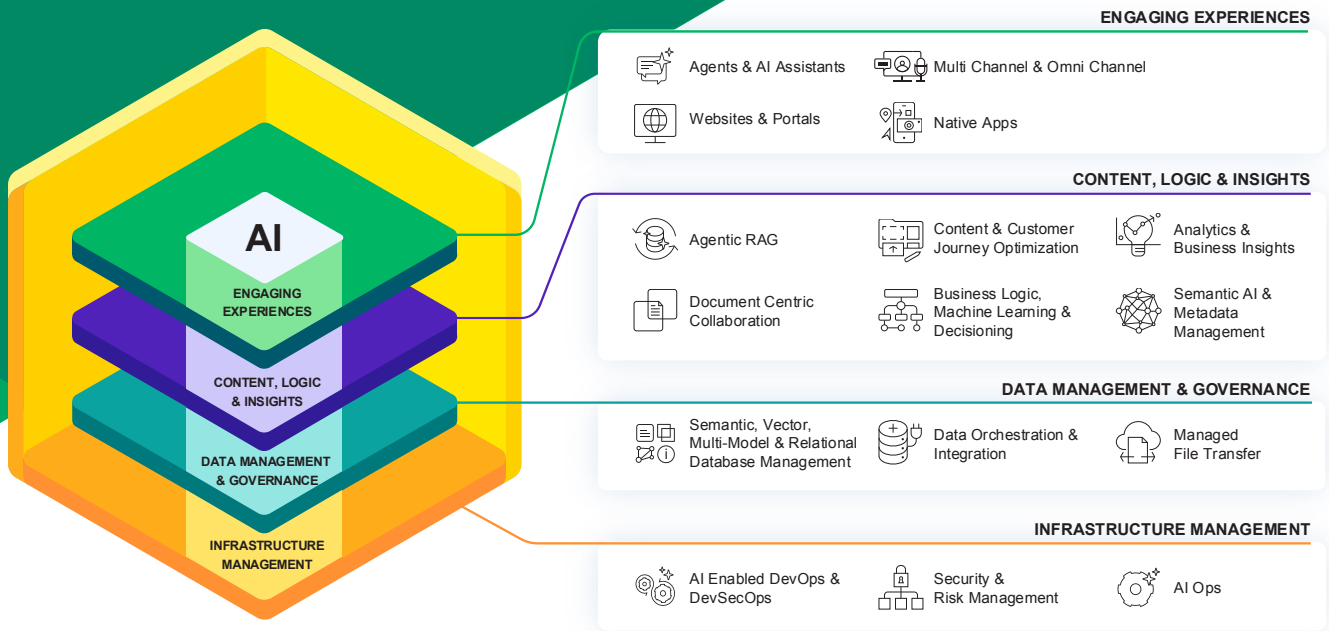 AI
ENGAGING
EXPERIENCES
CONTENT, LOGIC
& INSIGHTS
DATA MANAGEMENT
& GOVERNANCE
INFRASTRUCTURE
MANAGEMENT
ENGAGING EXPERIENCES
Agents & AI Assistants
Multi Channel & Omni Channel
Websites & Portals
Native Apps
CONTENT, LOGIC & INSIGHTS
Agentic RAG
Content & Customer
Journey Optimization
Analytics &
Business Insights
Document Centric
Collaboration
Business Logic,
Machine Learning &
Decisioning
Semantic AI &
Metadata
Management
DATA MANAGEMENT & GOVERNANCE
Semantic, Vector,
Multi-Model & Relational
Database Management
Data Orchestration &
Integration
Managed
File Transfer
INFRASTRUCTURE MANAGEMENT
AI Enabled DevOps &
DevSecOps
Security &
Risk Management
AI Ops